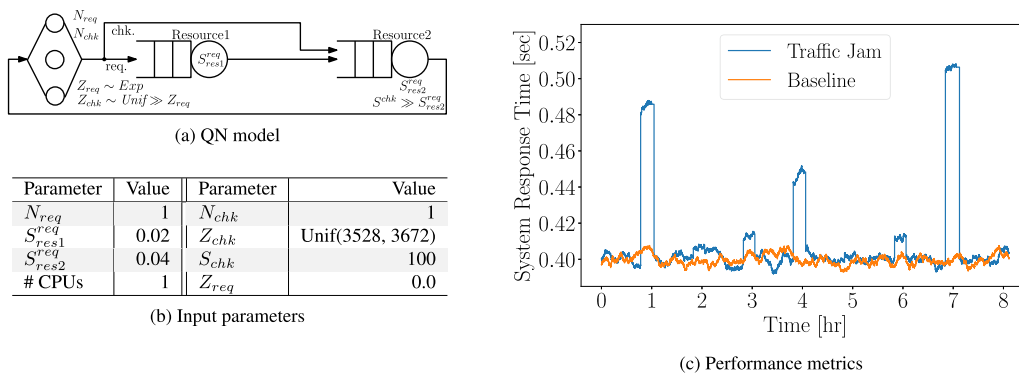 N_req
N_chk
chk.
req.
Resource1
S^req_res1
Resource2
S^req_res2
Z_req ∼ Exp
Z_chk ∼ Unif ≫ Z_req
S^chk ≫ S^req_res2
(a) QN model
Parameter Value Parameter Value
N_req 1 N_chk 1
S^req_res1 0.02 Z_chk Unif(3528, 3672)
S^req_res2 0.04 S_chk 100
# CPUs 1 Z_req 0.0
(b) Input parameters
System Response Time [sec]
0.52
0.50
0.48
0.46
0.44
0.42
0.40
Traffic Jam
Baseline
0 1 2 3 4 5 6 7 8
Time [hr]
(c) Performance metrics